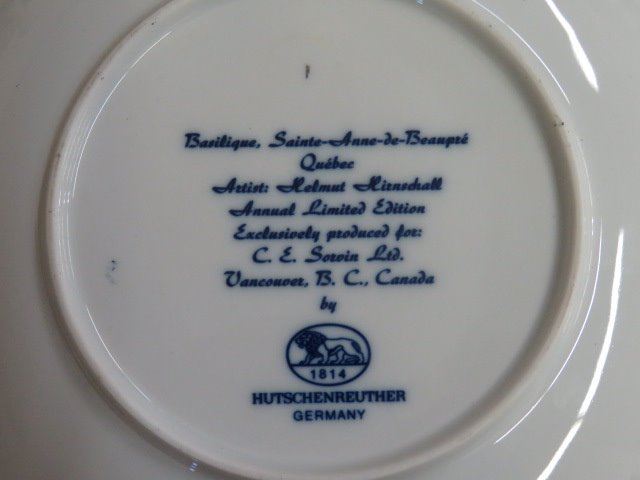 Basilique, Sainte-Anne-de-Beaupré
Québec
Artist: Helmut Hirnschall
Annual Limited Edition
Exclusively produced for:
C. E. Sorvin Ltd.
Vancouver, B. C., Canada
by
1814
HUTSCHENREUTHER
GERMANY